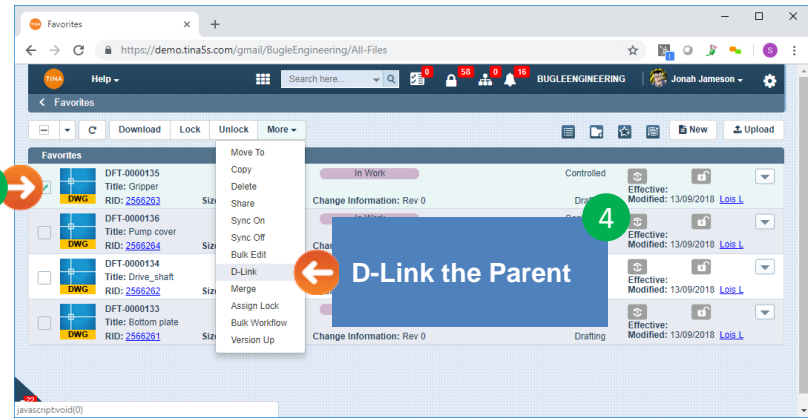 Favorites
https://demo.tina5s.com/gmail/BugleEngineering/All-Files
S
TINA Help Search here... 0 58 0 16 BUGLEENGINEERING Jonah Jameson
Favorites
Download Lock Unlock More New Upload
Favorites
DFT-0000135 In Work Controlled
Title: Gripper Effective:
DWG RID: 2566263 Change Information: Rev 0 Modified: 13/09/2018 Lois L
DFT-0000136
Title: Pump cover Effective:
DWG RID: 2566264 Modified: 13/09/2018 Lois L
DFT-0000134
Title: Drive_shaft Effective:
DWG RID: 2566262 Modified: 13/09/2018 Lois L
DFT-0000133
Title: Bottom plate Effective:
DWG RID: 2566261 Change Information: Rev 0 Drafting Modified: 13/09/2018 Lois L
Move To
Copy
Delete
Share
Sync On
Sync Off
Bulk Edit
D-Link
Merge
Assign Lock
Bulk Workflow
Version Up
4
D-Link the Parent
22
javascript:void(0)